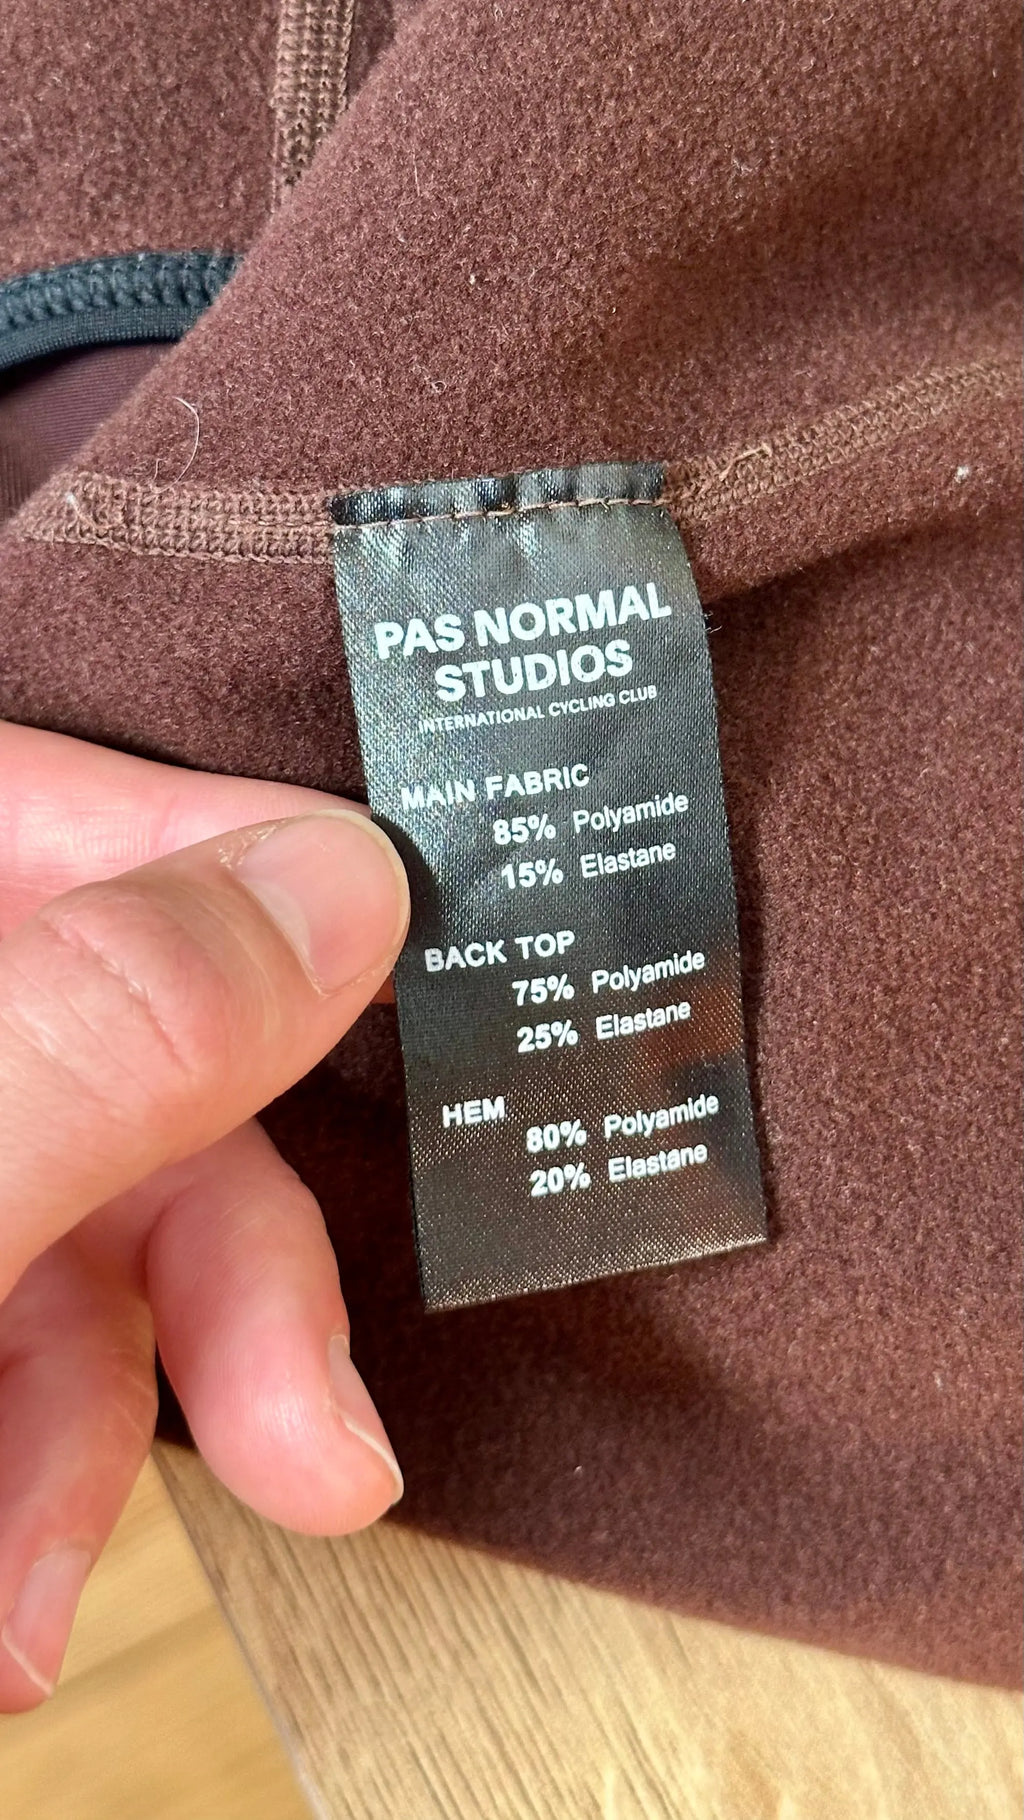 PAS NORMAL
STUDIOS
INTERNATIONAL CYCLING CLUB
MAIN FABRIC
85% Polyamide
15% Elastane
BACK TOP
75% Polyamide
25% Elastane
HEM
80% Polyamide
20% Elastane